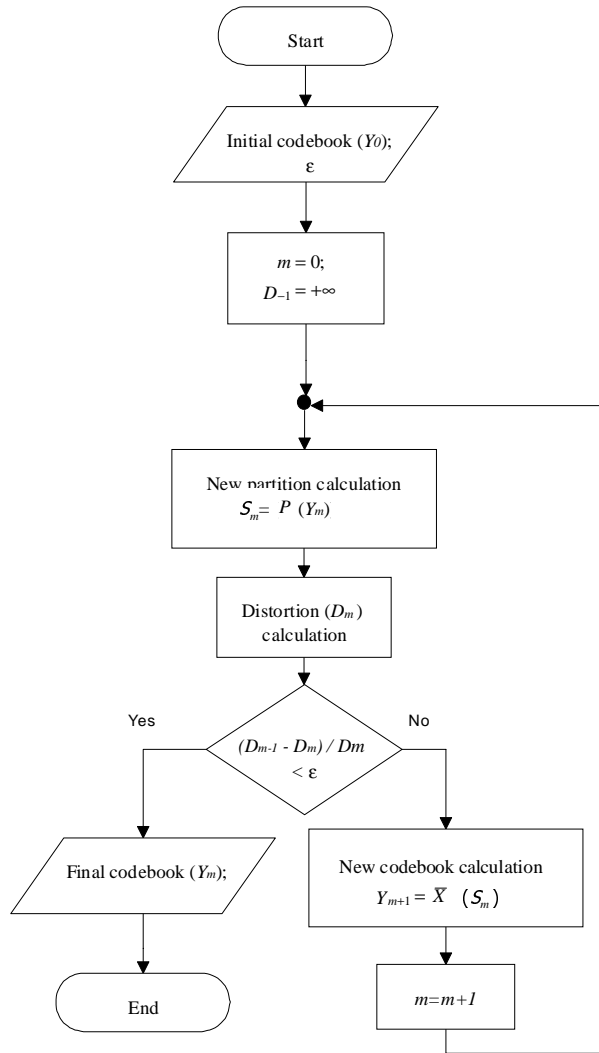 Start
Initial codebook (Y0);
ε
m = 0;
D−1 = +∞
New partition calculation
Sm= P (Ym)
Distortion (Dm)
calculation
Yes
No
(Dm-1 - Dm) / Dm
< ε
Final codebook (Ym);
New codebook calculation
Ym+1 = X̅ (Sm)
End
m=m+1